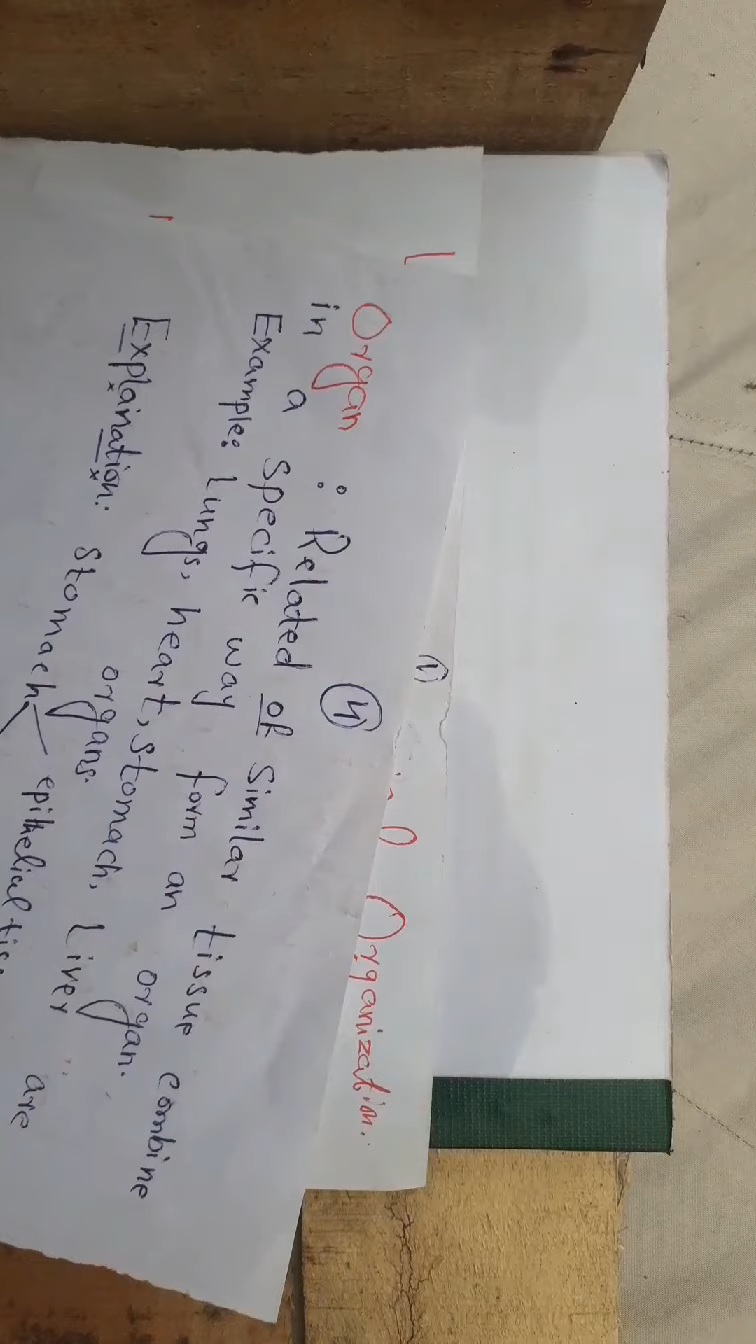 i)
Organization.
4
Organ : Related of similar tissue combine
in a specific way form an organ.
Example: Lungs, heart, stomach, Liver are
organs.
Explaination: stomach epithelial